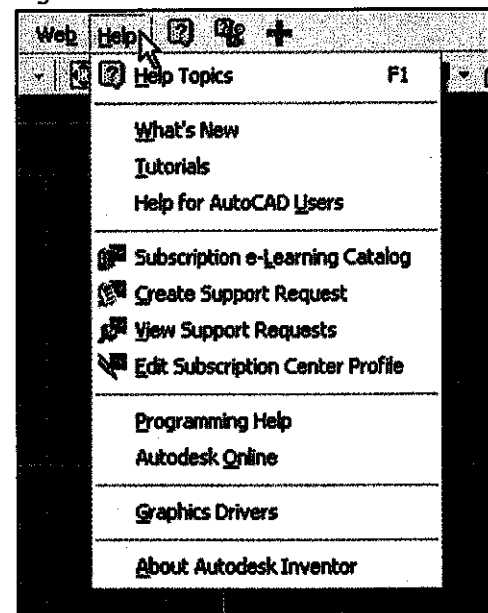 Web Help
Help Topics F1
What's New
Tutorials
Help for AutoCAD Users
Subscription e-Learning Catalog
Create Support Request
View Support Requests
Edit Subscription Center Profile
Programming Help
Autodesk Online
Graphics Drivers
About Autodesk Inventor